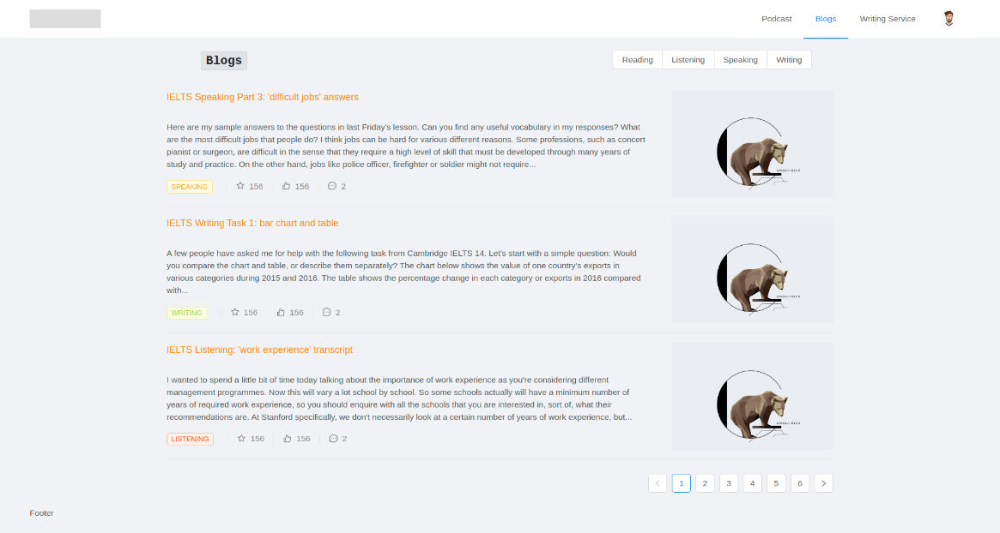 Podcast Blogs Writing Service
Blogs
Reading Listening Speaking Writing
IELTS Speaking Part 3: 'difficult jobs' answers
Here are my sample answers to the questions in last Friday's lesson. Can you find any useful vocabulary in my responses? What
are the most difficult jobs that people do? I think jobs can be hard for various different reasons. Some professions, such as concert
pianist or surgeon, are difficult in the sense that they require a high level of skill that must be developed through many years of
study and practice. On the other hand, jobs like police officer, firefighter or soldier might not require...
GRIZZLY BEAR
SPEAKING 156 156 2
IELTS Writing Task 1: bar chart and table
A few people have asked me for help with the following task from Cambridge IELTS 14. Let's start with a simple question: Would
you compare the chart and table, or describe them separately? The chart below shows the value of one country's exports in
various categories during 2015 and 2016. The table shows the percentage change in each category or exports in 2016 compared
with...
GRIZZLY BEAR
WRITING 156 156 2
IELTS Listening: 'work experience' transcript
I wanted to spend a little bit of time today talking about the importance of work experience as you're considering different
management programmes. Now this will vary a lot school by school. So some schools actually will have a minimum number of
years of required work experience, so you should enquire with all the schools that you are interested in, sort of, what their
recommendations are. At Stanford specifically, we don't necessarily look at a certain number of years of work experience, but...
GRIZZLY BEAR
LISTENING 156 156 2
1 2 3 4 5 6
Footer